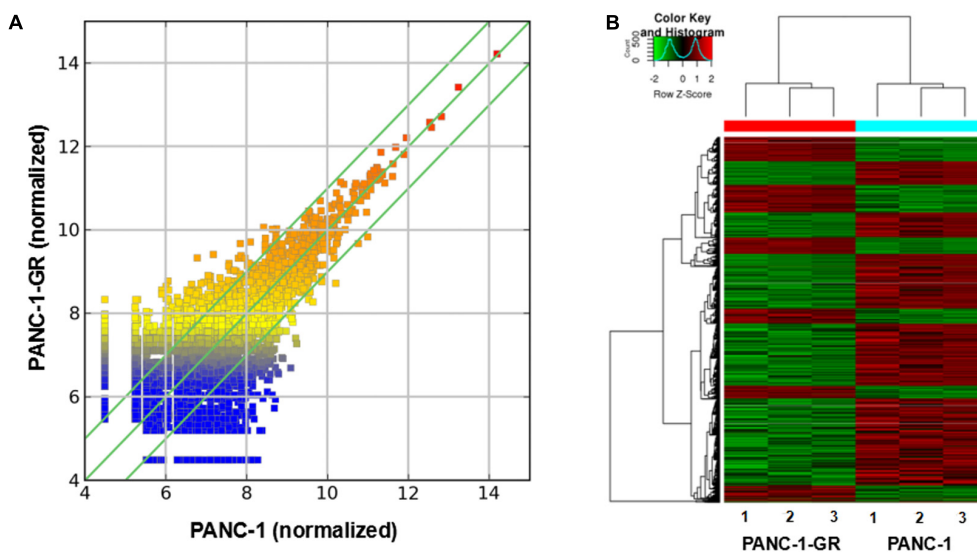 A
14
12
10
8
6
4
4
6
8
10
12
14
PANC-1-GR (normalized)
PANC-1 (normalized)
B
Color Key
and Histogram
Count
0
500
-2
0
1
2
Row Z-Score
1
2
3
1
2
3
PANC-1-GR
PANC-1